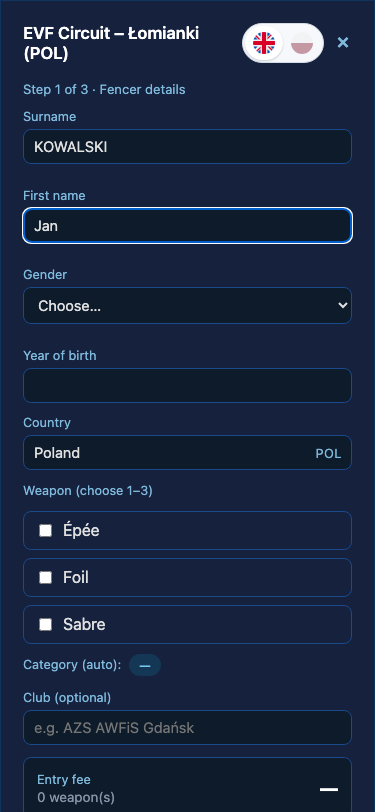 EVF Circuit – Łomianki
(POL)
×
Step 1 of 3 · Fencer details
Surname
KOWALSKI
First name
Jan
Gender
Choose...
Year of birth
Country
Poland POL
Weapon (choose 1–3)
Épée
Foil
Sabre
Category (auto): —
Club (optional)
e.g. AZS AWFiS Gdańsk
Entry fee
0 weapon(s) —